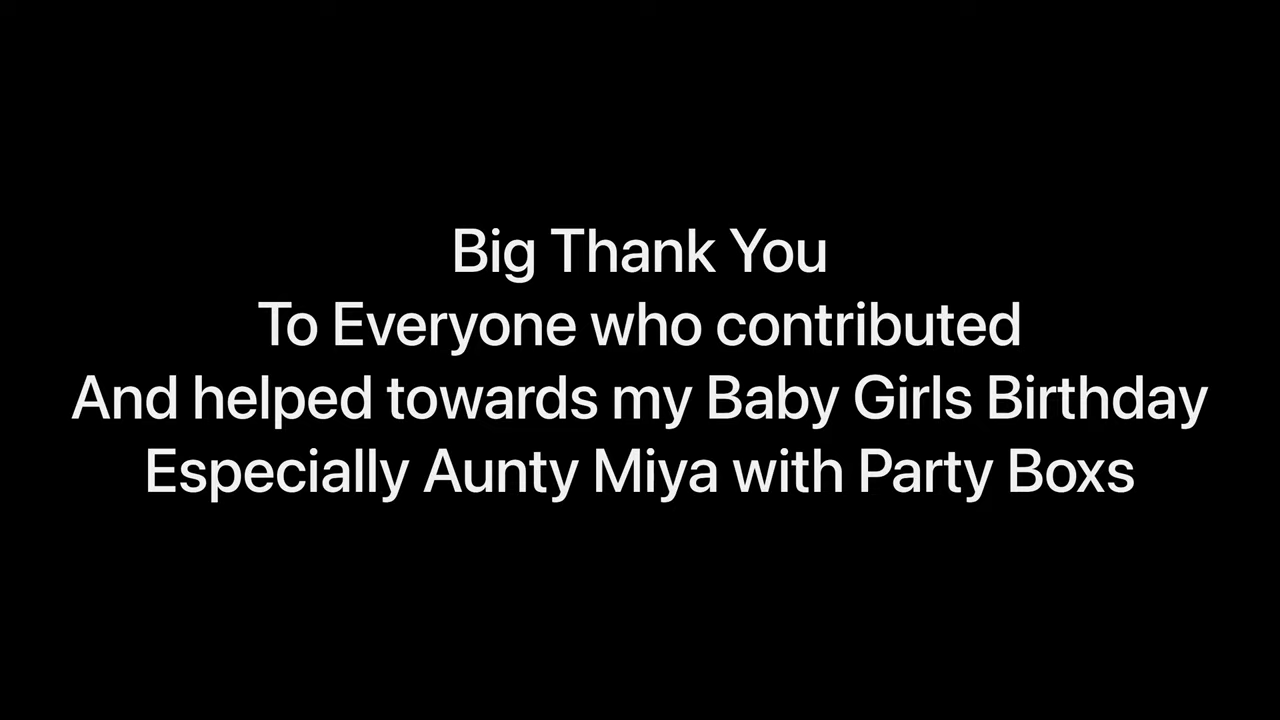 Big Thank You
To Everyone who contributed
And helped towards my Baby Girls Birthday
Especially Aunty Miya with Party Boxs